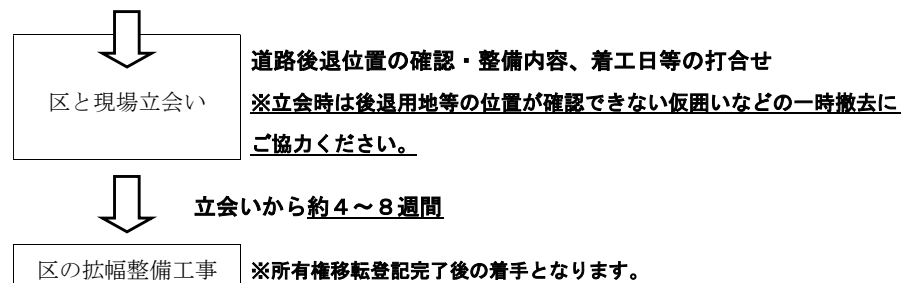 道路後退位置の確認・整備内容、着工日等の打合せ
区と現場立会い
※立会時は後退用地等の位置が確認できない仮囲いなどの一時撤去に
ご協力ください。
立会いから約4～8週間
区の拡幅整備工事
※所有権移転登記完了後の着手となります。